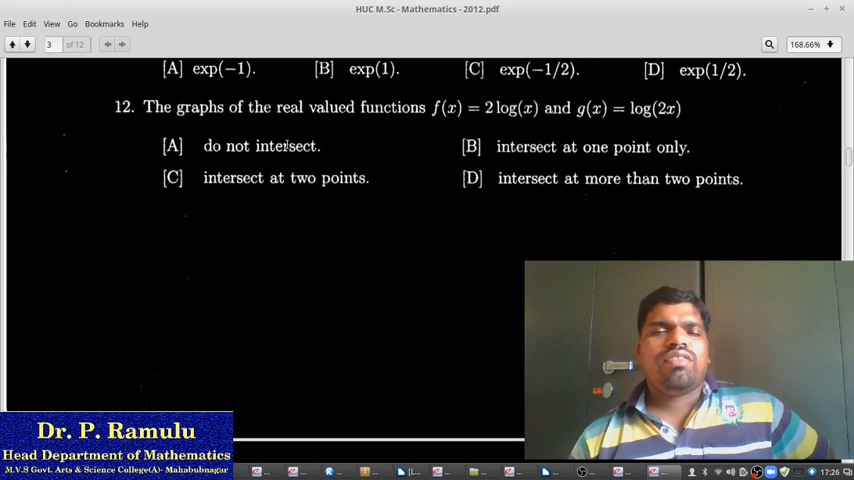 HUC M.Sc - Mathematics - 2012.pdf
File Edit View Go Bookmarks Help
3 of 12 168.66%
[A] exp(−1). [B] exp(1). [C] exp(−1/2). [D] exp(1/2).
12. The graphs of the real valued functions f(x) = 2 log(x) and g(x) = log(2x)
[A] do not intersect. [B] intersect at one point only.
[C] intersect at two points. [D] intersect at more than two points.
Dr. P. Ramulu
Head Department of Mathematics
M.V.S Govt. Arts & Science College(A)- Mahabubnagar
17:26